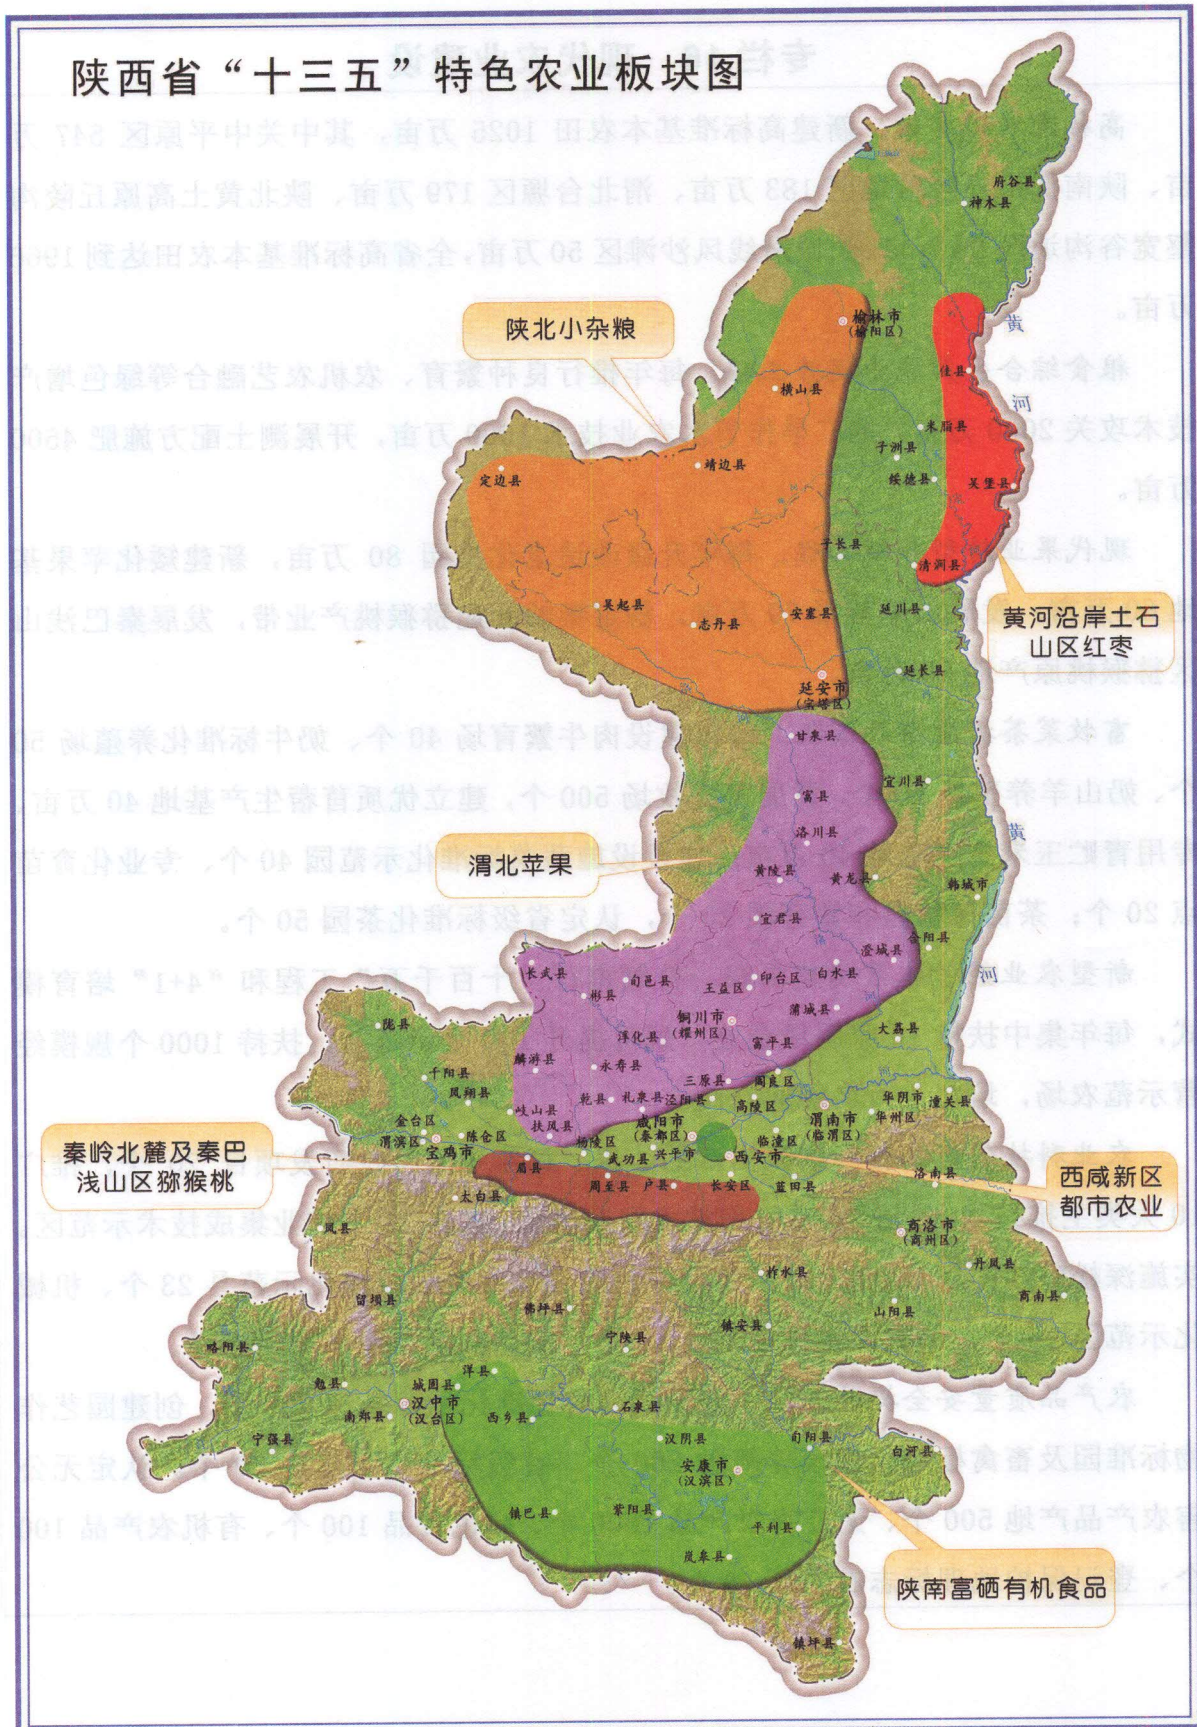 陕西省“十三五”特色农业板块图
府谷县
神木县
陕北小杂粮
榆林市
(榆阳区)
黄
河
佳县
横山县
米脂县
子洲县
靖边县
定边县
绥德县
吴堡县
子长县
清涧县
吴起县
安塞县
延川县
志丹县
黄河沿岸土石
山区红枣
延长县
延安市
(宝塔区)
甘泉县
宜川县
富县
洛川县
黄
渭北苹果
黄陵县
黄龙县
韩城市
宜君县
合阳县
澄城县
长武县
旬邑县
印台区
白水县
河
彬县
王益区
铜川市
(耀州区)
蒲城县
陇县
淳化县
大荔县
麟游县
富平县
永寿县
千阳县
三原县
阎良区
凤翔县
乾县
礼泉县
泾阳县
高陵区
华阴市
潼关县
岐山县
金台区
扶风县
咸阳市
(秦都区)
渭南市
(临渭区)
华州区
渭滨区
陈仓区
杨陵区
临潼区
宝鸡市
武功县
兴平市
西安市
秦岭北麓及秦巴
浅山区猕猴桃
眉县
周至县
户县
长安区
蓝田县
洛南县
西咸新区
都市农业
太白县
凤县
商洛市
(商州区)
柞水县
丹凤县
留坝县
佛坪县
山阳县
商南县
宁陕县
镇安县
略阳县
洋县
勉县
城固县
汉中市
(汉台区)
南郑县
西乡县
石泉县
宁强县
汉阴县
旬阳县
白河县
安康市
(汉滨区)
镇巴县
紫阳县
平利县
岚皋县
陕南富硒有机食品
镇坪县